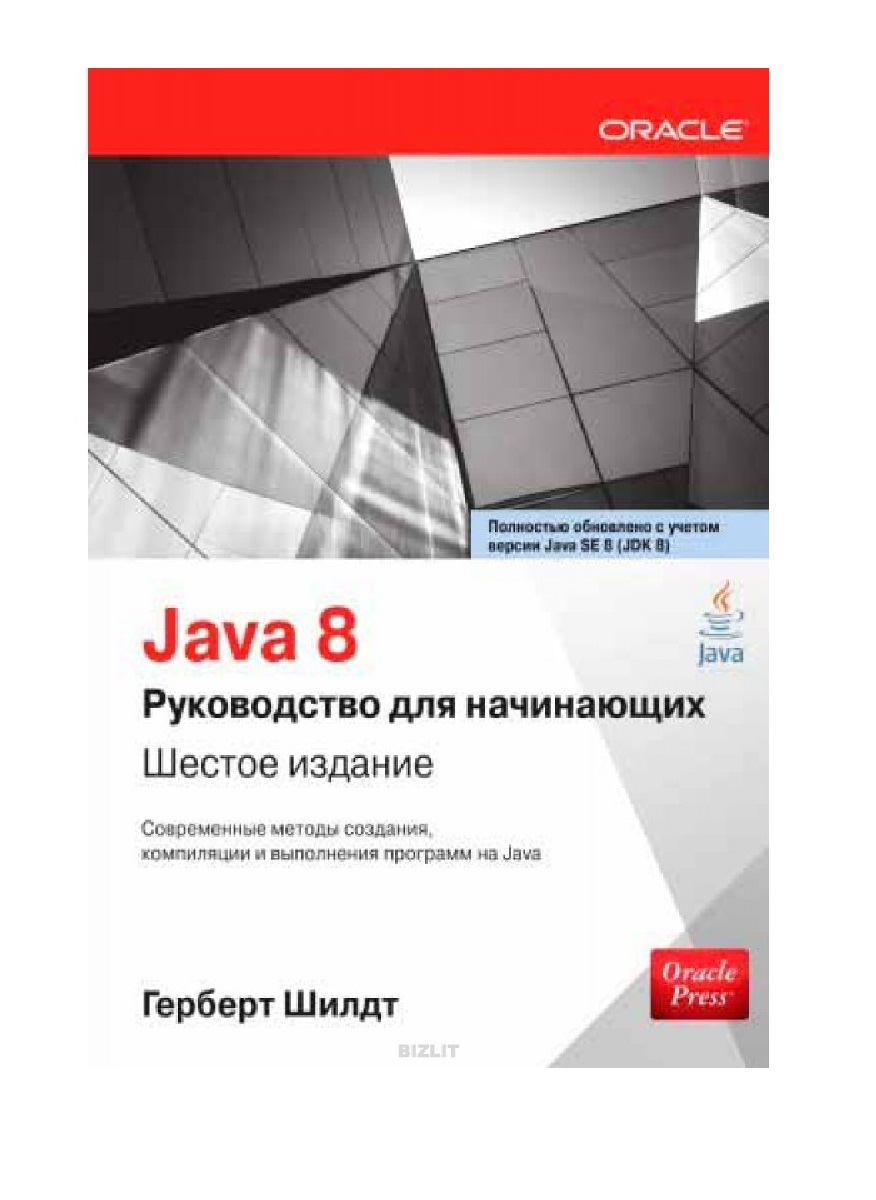 ORACLE
Полностью обновлено с учетом
версии Java SE 8 (JDK 8)
Java 8
Java
Руководство для начинающих
Шестое издание
Современные методы создания,
компиляции и выполнения программ на Java
Oracle
Press
Герберт Шилдт
BIZLIT